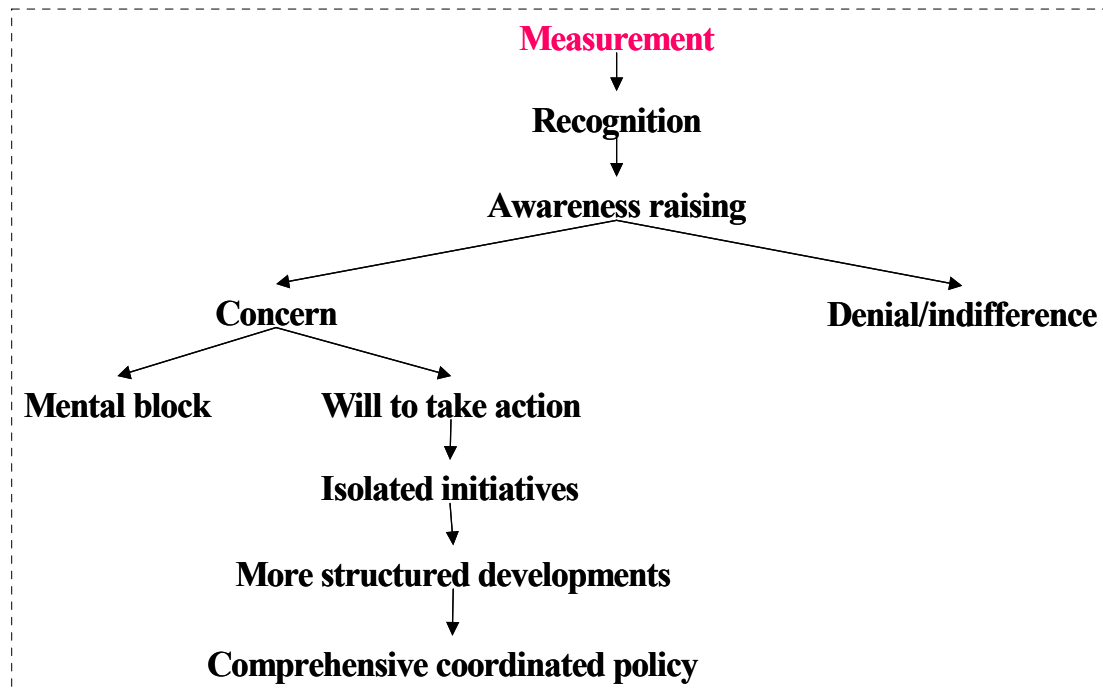 Measurement
Recognition
Awareness raising
Concern
Denial/indifference
Mental block
Will to take action
Isolated initiatives
More structured developments
Comprehensive coordinated policy